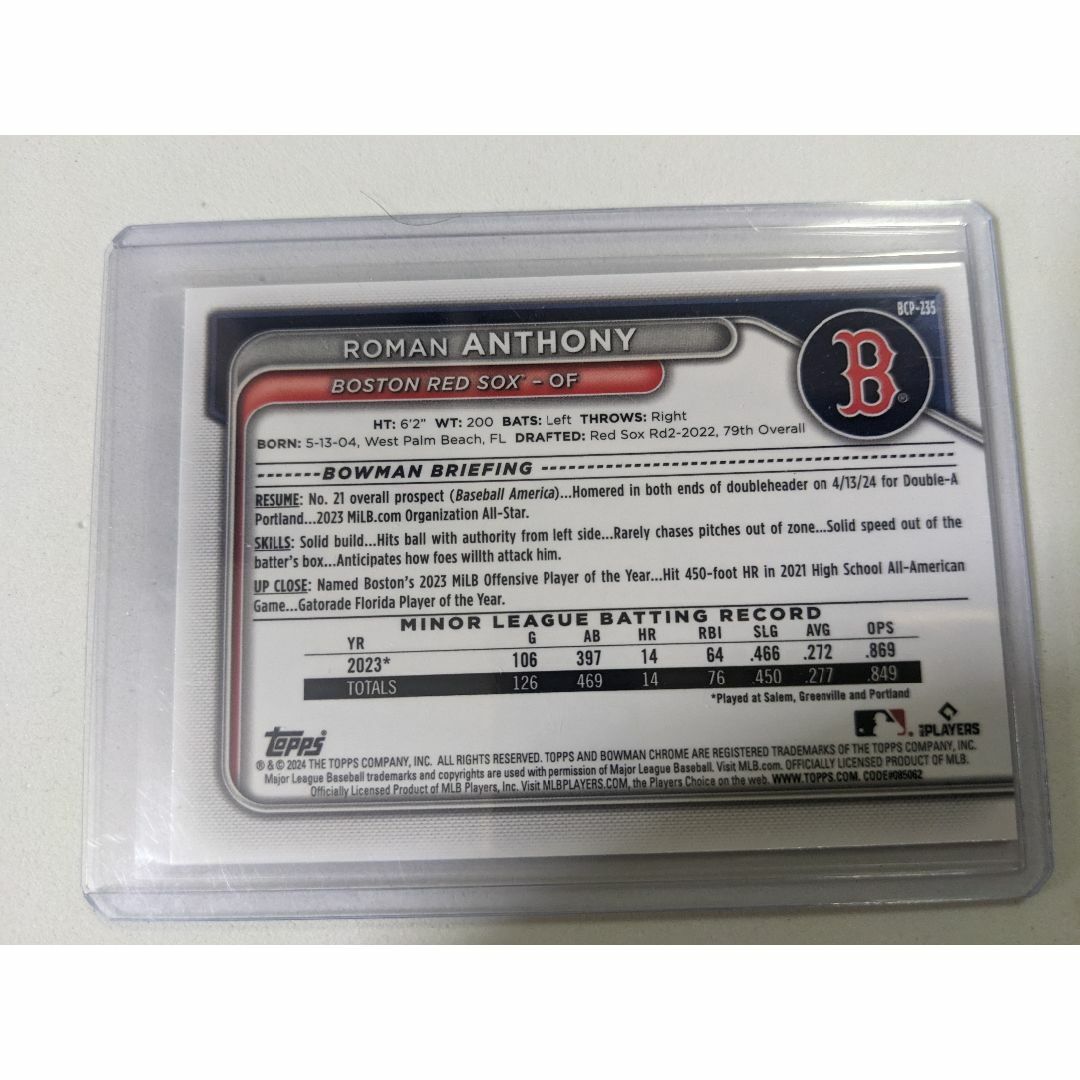 BCP-235
B
ROMAN ANTHONY
BOSTON RED SOX™ – OF
HT: 6'2" WT: 200 BATS: Left THROWS: Right
BORN: 5-13-04, West Palm Beach, FL DRAFTED: Red Sox Rd2-2022, 79th Overall
BOWMAN BRIEFING
RESUME: No. 21 overall prospect (Baseball America)...Homered in both ends of doubleheader on 4/13/24 for Double-A
Portland...2023 MiLB.com Organization All-Star.
SKILLS: Solid build...Hits ball with authority from left side...Rarely chases pitches out of zone...Solid speed out of the
batter's box...Anticipates how foes willth attack him.
UP CLOSE: Named Boston's 2023 MiLB Offensive Player of the Year...Hit 450-foot HR in 2021 High School All-American
Game...Gatorade Florida Player of the Year.
MINOR LEAGUE BATTING RECORD
YR G AB HR RBI SLG AVG OPS
2023* 106 397 14 64 .466 .272 .869
TOTALS 126 469 14 76 .450 .277 .849
*Played at Salem, Greenville and Portland
topps
MLB PLAYERS
® & © 2024 THE TOPPS COMPANY, INC. ALL RIGHTS RESERVED. TOPPS AND BOWMAN CHROME ARE REGISTERED TRADEMARKS OF THE TOPPS COMPANY, INC.
Major League Baseball trademarks and copyrights are used with permission of Major League Baseball. Visit MLB.com. OFFICIALLY LICENSED PRODUCT OF MLB.
Officially Licensed Product of MLB Players, Inc. Visit MLBPLAYERS.COM, the Players Choice on the web. WWW.TOPPS.COM. CODE#085062